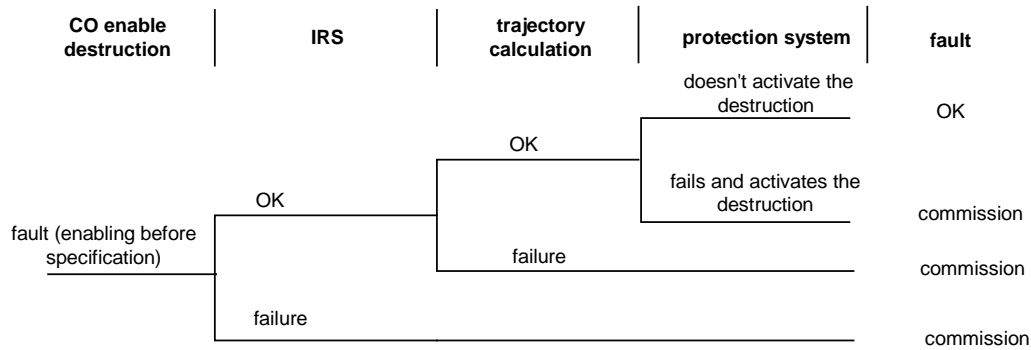 CO enable
destruction
IRS
trajectory
calculation
protection system
fault
doesn't activate the
destruction
OK
OK
fails and activates the
destruction
commission
OK
fault (enabling before
specification)
failure
commission
failure
commission